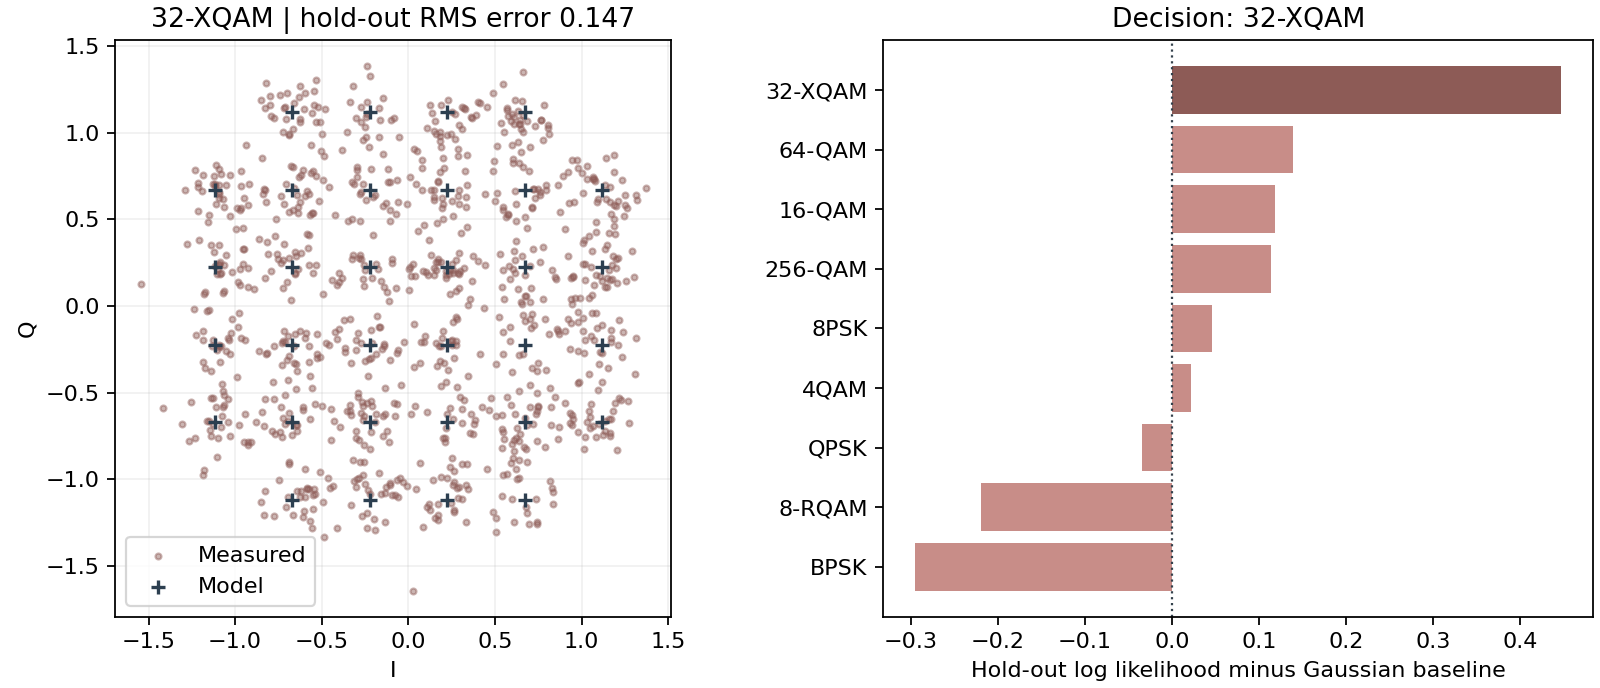 32-XQAM | hold-out RMS error 0.147
1.5
1.0
0.5
0.0
−0.5
−1.0
−1.5
Q
Measured
Model
−1.5
−1.0
−0.5
0.0
0.5
1.0
1.5
I
Decision: 32-XQAM
32-XQAM
64-QAM
16-QAM
256-QAM
8PSK
4QAM
QPSK
8-RQAM
BPSK
−0.3
−0.2
−0.1
0.0
0.1
0.2
0.3
0.4
Hold-out log likelihood minus Gaussian baseline